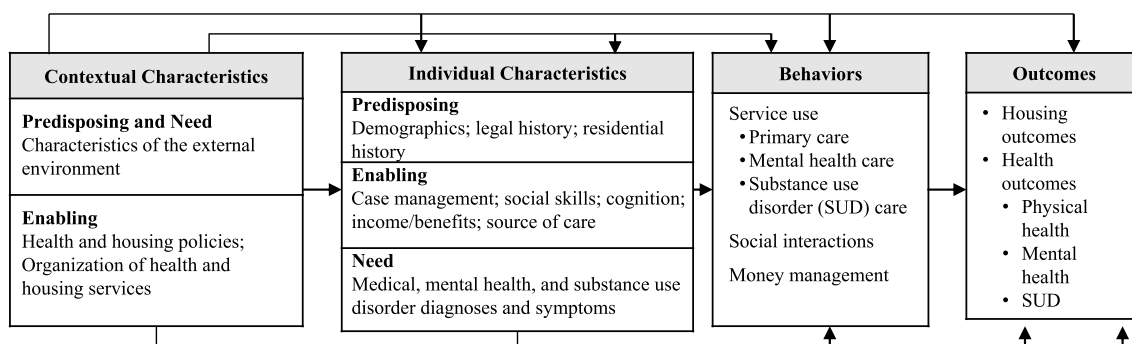 Contextual Characteristics
Predisposing and Need
Characteristics of the external
environment
Enabling
Health and housing policies;
Organization of health and
housing services
Individual Characteristics
Predisposing
Demographics; legal history; residential
history
Enabling
Case management; social skills; cognition;
income/benefits; source of care
Need
Medical, mental health, and substance use
disorder diagnoses and symptoms
Behaviors
Service use
• Primary care
• Mental health care
• Substance use
disorder (SUD) care
Social interactions
Money management
Outcomes
• Housing
outcomes
• Health
outcomes
• Physical
health
• Mental
health
• SUD